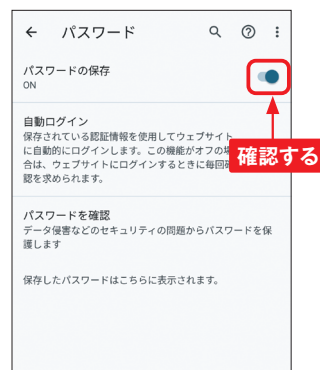 パスワード
パスワードの保存
ON
自動ログイン
保存されている認証情報を使用してウェブサイト
に自動的にログインします。この機能がオフの場
合は、ウェブサイトにログインするときに毎回
認を求められます。
確認する
パスワードを確認
データ侵害などのセキュリティの問題からパスワードを保
護します
保存したパスワードはこちらに表示されます。